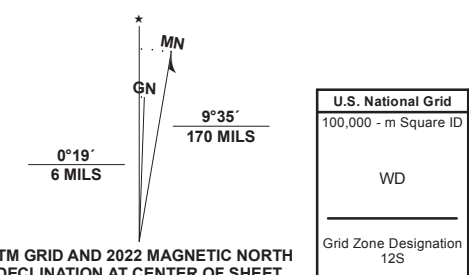 ★
MN
GN
9°35´
170 MILS
0°19´
6 MILS
TM GRID AND 2022 MAGNETIC NORTH
DECLINATION AT CENTER OF SHEET
U.S. National Grid
100,000 - m Square ID
WD
Grid Zone Designation
12S